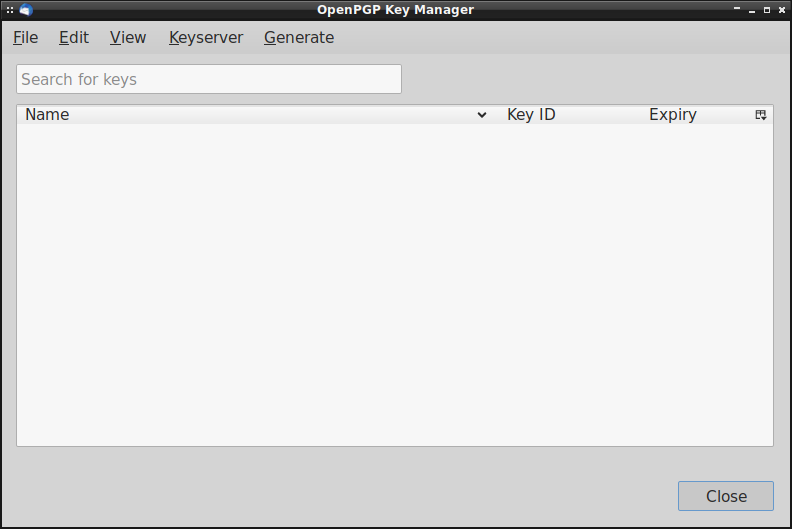 OpenPGP Key Manager
File Edit View Keyserver Generate
Search for keys
Name Key ID Expiry
Close